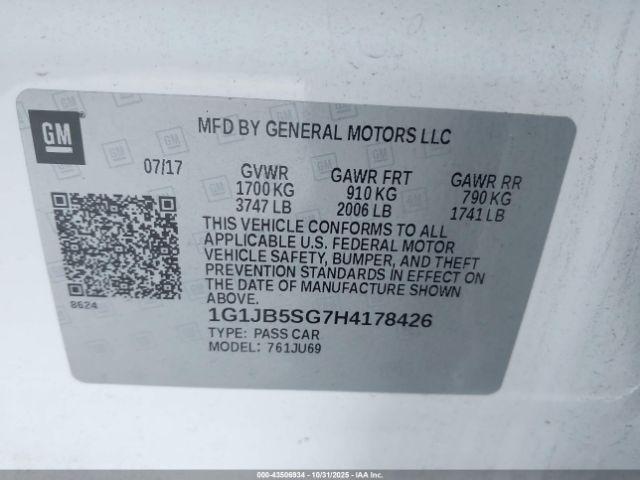 GM
MFD BY GENERAL MOTORS LLC
07/17
GVWR GAWR FRT GAWR RR
1700 KG 910 KG 790 KG
3747 LB 2006 LB 1741 LB
THIS VEHICLE CONFORMS TO ALL
APPLICABLE U.S. FEDERAL MOTOR
VEHICLE SAFETY, BUMPER, AND THEFT
PREVENTION STANDARDS IN EFFECT ON
THE DATE OF MANUFACTURE SHOWN
ABOVE.
8624
1G1JB5SG7H4178426
TYPE: PASS CAR
MODEL: 761JU69
000-43506934 - 10/31/2025 - IAA Inc.